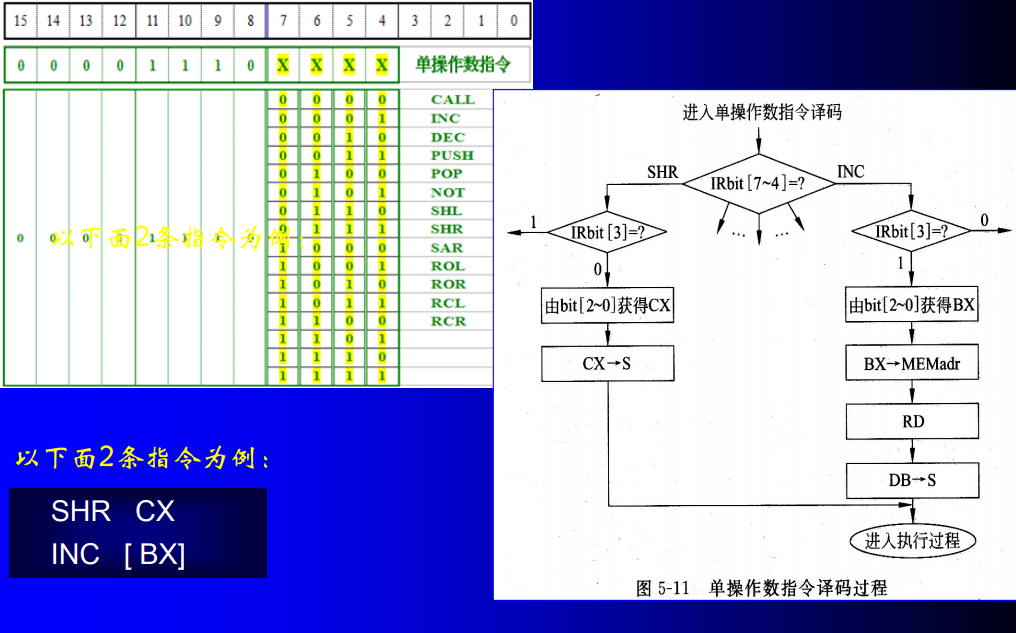 15 14 13 12 11 10 9 8 7 6 5 4 3 2 1 0
0 0 0 0 1 1 1 0 X X X X 单操作数指令
0 0 0 0 CALL
0 0 0 1 INC
0 0 1 0 DEC
0 0 1 1 PUSH
0 1 0 0 POP
0 1 0 1 NOT
0 1 1 0 SHL
0 1 1 1 SHR
0 0 0 0 1 1 1 0 1 0 0 0 SAR
以下面2条指令为例：
1 0 0 1 ROL
1 0 1 0 ROR
1 0 1 1 RCL
1 1 0 0 RCR
1 1 0 1
1 1 1 0
1 1 1 1
以下面2条指令为例：
SHR CX
INC [ BX]
进入单操作数指令译码
SHR IRbit[7~4]=? INC
… …
1 IRbit[3]=? IRbit[3]=? 0
0 1
由bit[2~0]获得CX 由bit[2~0]获得BX
CX→S BX→MEMadr
RD
DB→S
进入执行过程
图 5-11 单操作数指令译码过程